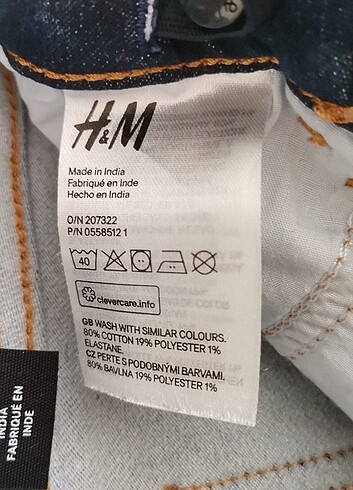 H&M
Made in India
Fabriqué en Inde
Hecho en India
O/N 207322
P/N 0558512 1
40
clevercare.info
GB WASH WITH SIMILAR COLOURS.
80% COTTON 19% POLYESTER 1%
ELASTANE.
CZ PERTE S PODOBNÝMI BARVAMI.
80% BAVLNA 19% POLYESTER 1%
INDIA
FABRIQUÉ EN
INDE